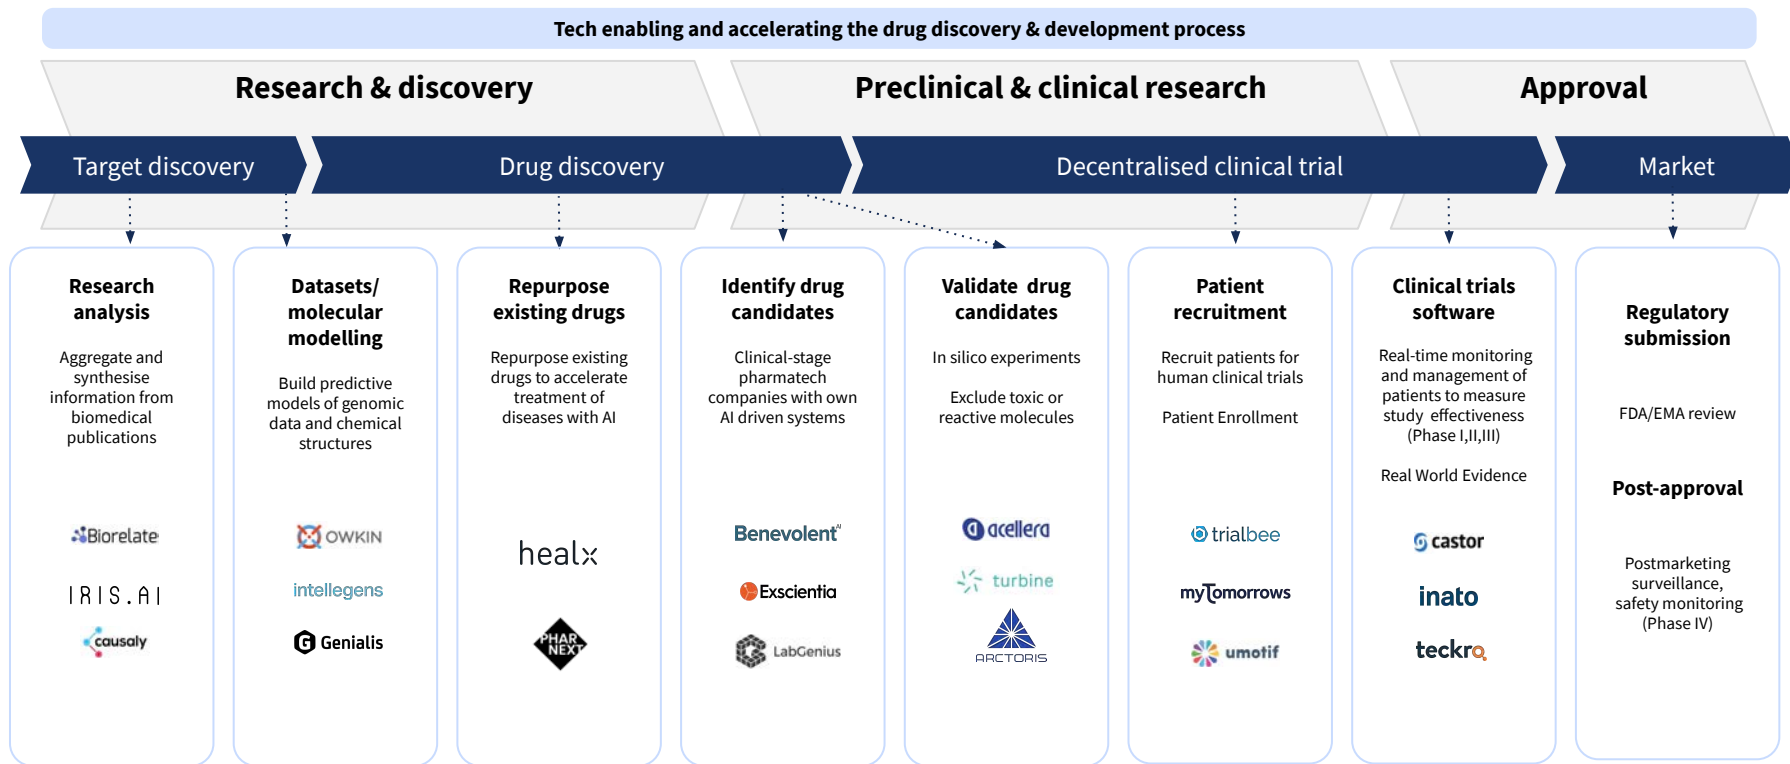 Tech enabling and accelerating the drug discovery & development process
Research & discovery
Preclinical & clinical research
Approval
Target discovery
Drug discovery
Decentralised clinical trial
Market
Research
analysis
Aggregate and
synthesise
information from
biomedical
publications
Biorelate
IRIS.AI
causaly
Datasets/
molecular
modelling
Build predictive
models of genomic
data and chemical
structures
OWKIN
intellegens
Genialis
Repurpose
existing drugs
Repurpose existing
drugs to accelerate
treatment of
diseases with AI
healx
PHAR
NEXT
Identify drug
candidates
Clinical-stage
pharmatech
companies with own
AI driven systems
Benevolent AI
Exscientia
LabGenius
Validate drug
candidates
In silico experiments
Exclude toxic or
reactive molecules
acellera
turbine
ARCTORIS
Patient
recruitment
Recruit patients for
human clinical trials
Patient Enrollment
trialbee
myTomorrows
umotif
Clinical trials
software
Real-time monitoring
and management of
patients to measure
study effectiveness
(Phase I,II,III)
Real World Evidence
castor
inato
teckro
Regulatory
submission
FDA/EMA review
Post-approval
Postmarketing
surveillance,
safety monitoring
(Phase IV)